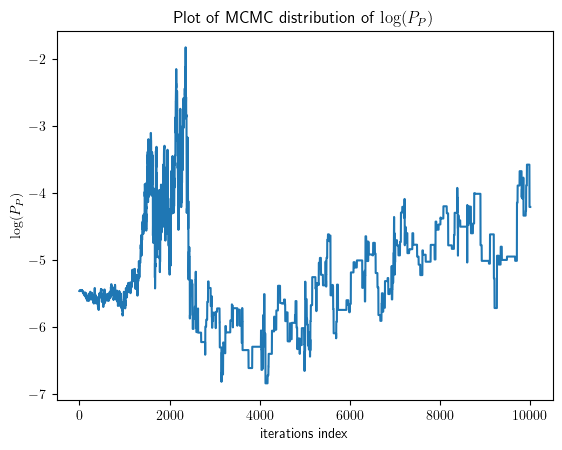 Plot of MCMC distribution of log(P_P)
log(P_P)
−2
−3
−4
−5
−6
−7
0 2000 4000 6000 8000 10000
iterations index